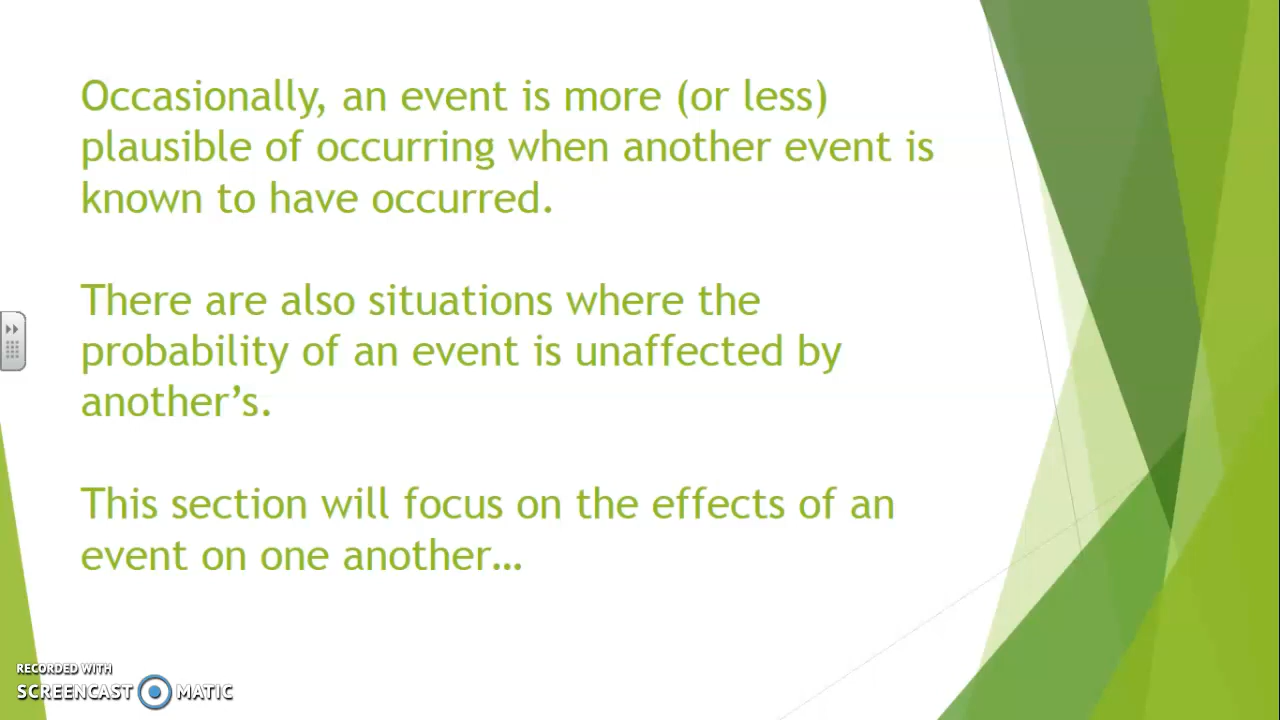 Occasionally, an event is more (or less)
plausible of occurring when another event is
known to have occurred.
There are also situations where the
probability of an event is unaffected by
another’s.
This section will focus on the effects of an
event on one another…
RECORDED WITH
SCREENCAST MATIC